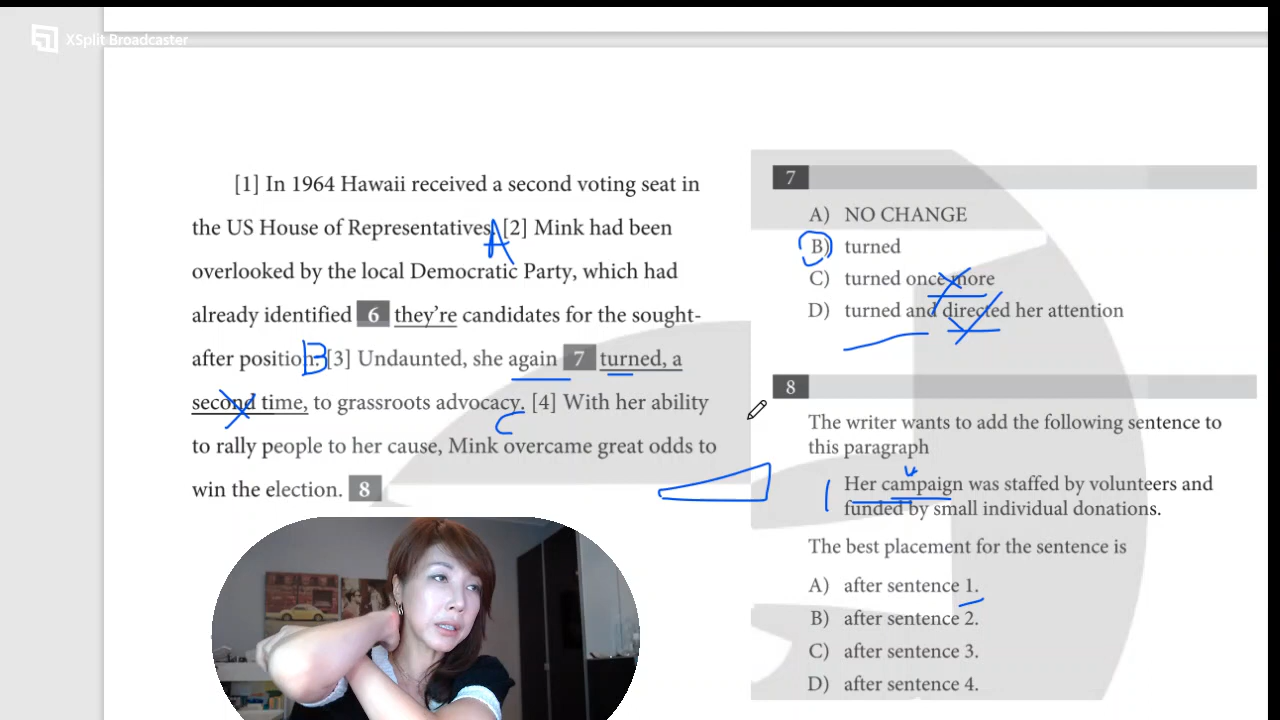 XSplit Broadcaster
[1] In 1964 Hawaii received a second voting seat in
the US House of Representatives. [2] Mink had been
overlooked by the local Democratic Party, which had
already identified 6 they're candidates for the sought-
after position. [3] Undaunted, she again 7 turned, a
second time, to grassroots advocacy. [4] With her ability
to rally people to her cause, Mink overcame great odds to
win the election. 8
A
B
C
7
A) NO CHANGE
B) turned
C) turned once more
D) turned and directed her attention
8
The writer wants to add the following sentence to
this paragraph
Her campaign was staffed by volunteers and
funded by small individual donations.
The best placement for the sentence is
A) after sentence 1.
B) after sentence 2.
C) after sentence 3.
D) after sentence 4.